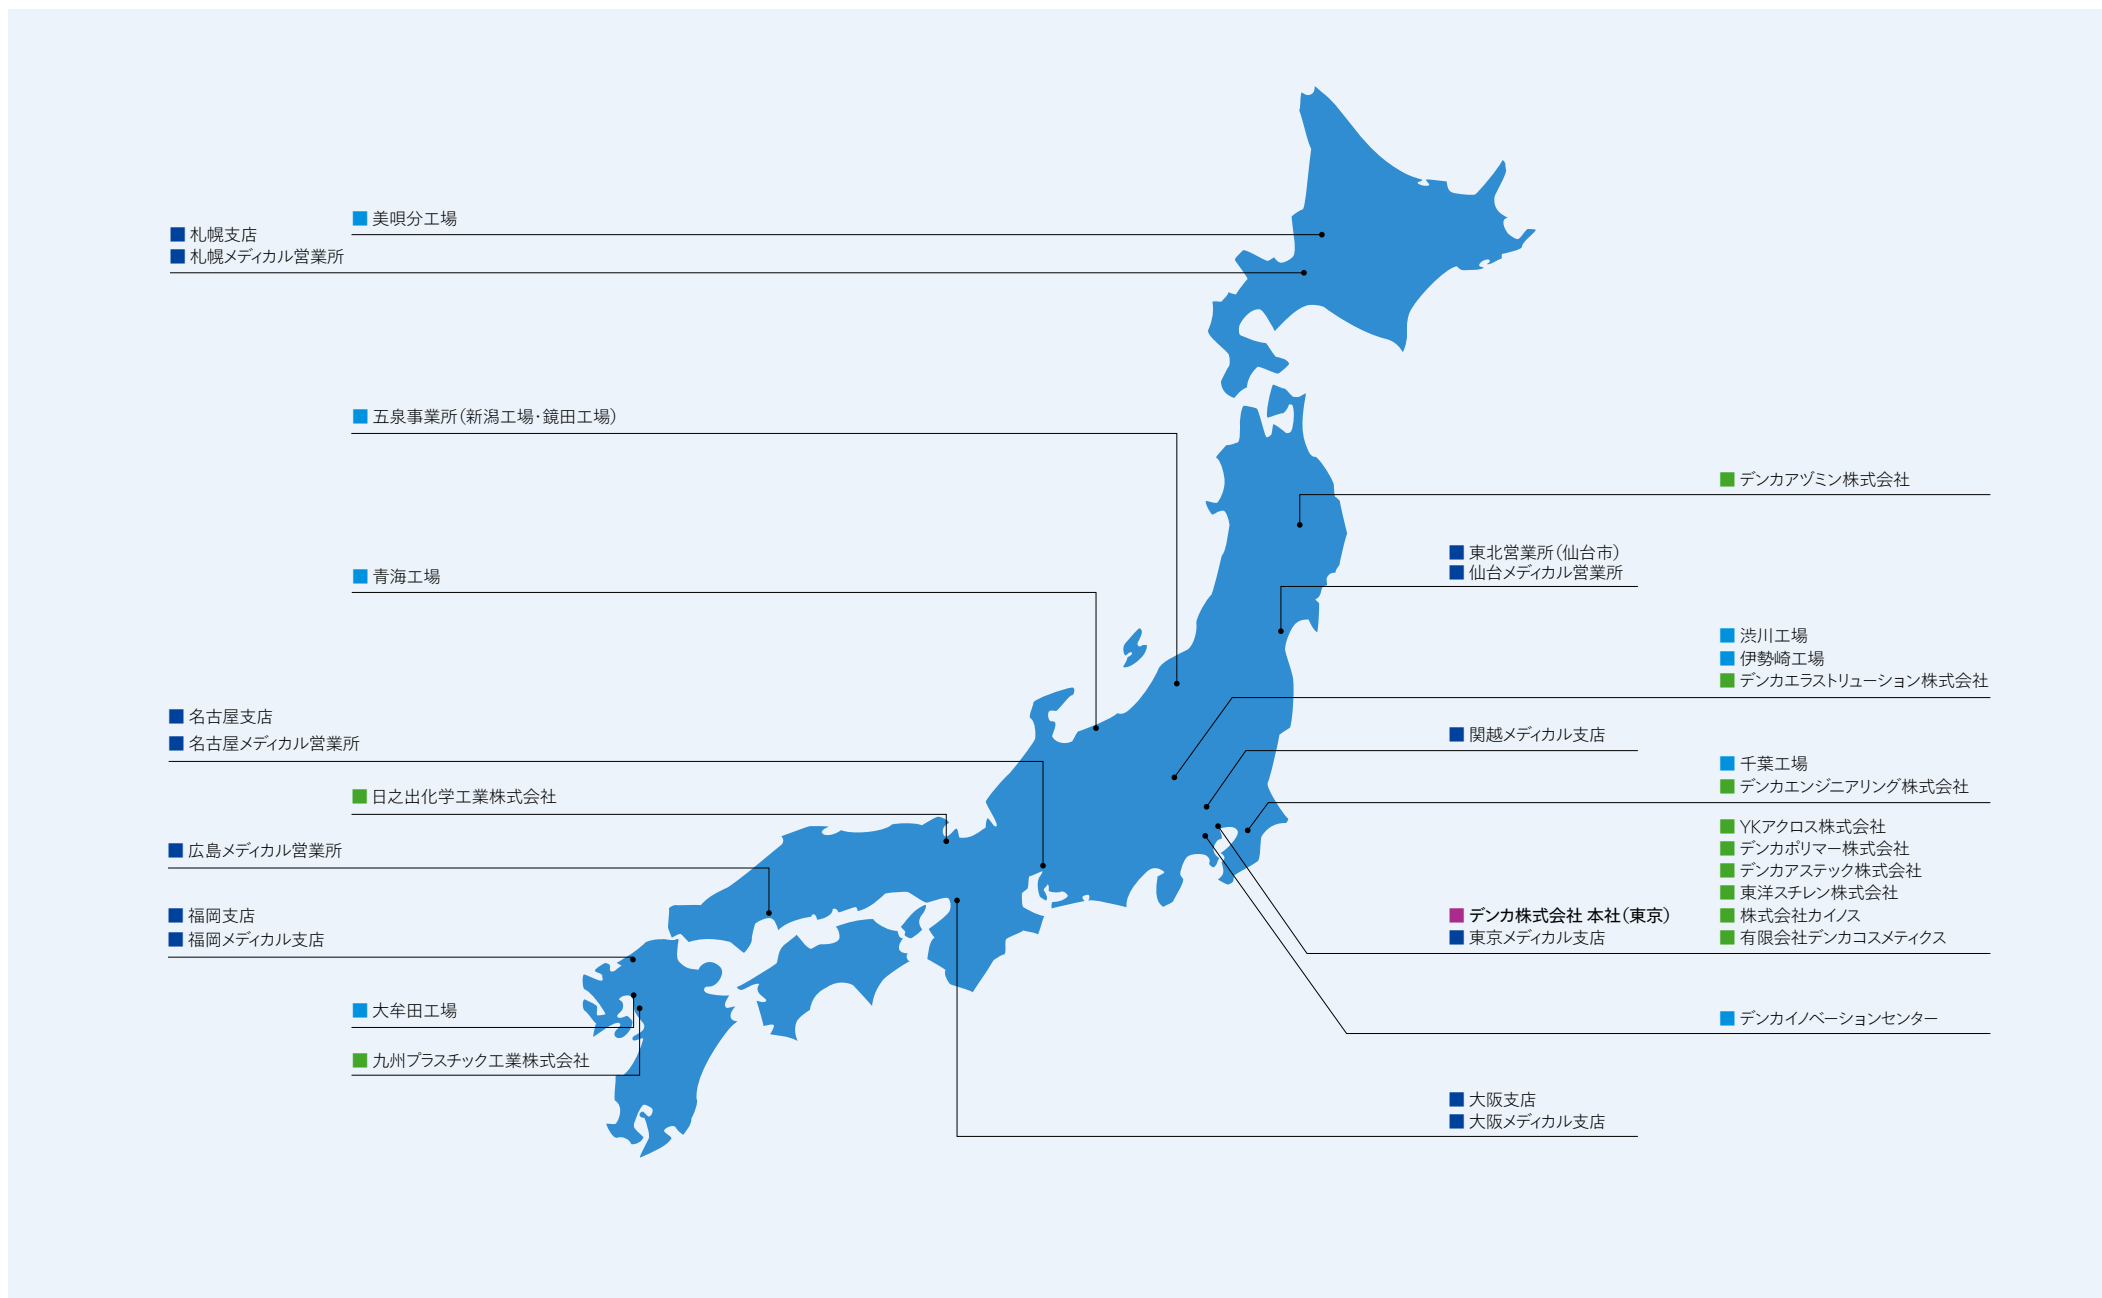 美唄分工場
札幌支店
札幌メディカル営業所
五泉事業所（新潟工場・鏡田工場）
青海工場
名古屋支店
名古屋メディカル営業所
日之出化学工業株式会社
広島メディカル営業所
福岡支店
福岡メディカル支店
大牟田工場
九州プラスチック工業株式会社
デンカアヅミン株式会社
東北営業所（仙台市）
仙台メディカル営業所
渋川工場
伊勢崎工場
デンカエラストリューション株式会社
関越メディカル支店
千葉工場
デンカエンジニアリング株式会社
YKアクロス株式会社
デンカポリマー株式会社
デンカアステック株式会社
東洋スチレン株式会社
株式会社カイノス
有限会社デンカコスメティクス
デンカ株式会社 本社（東京）
東京メディカル支店
デンカイノベーションセンター
大阪支店
大阪メディカル支店